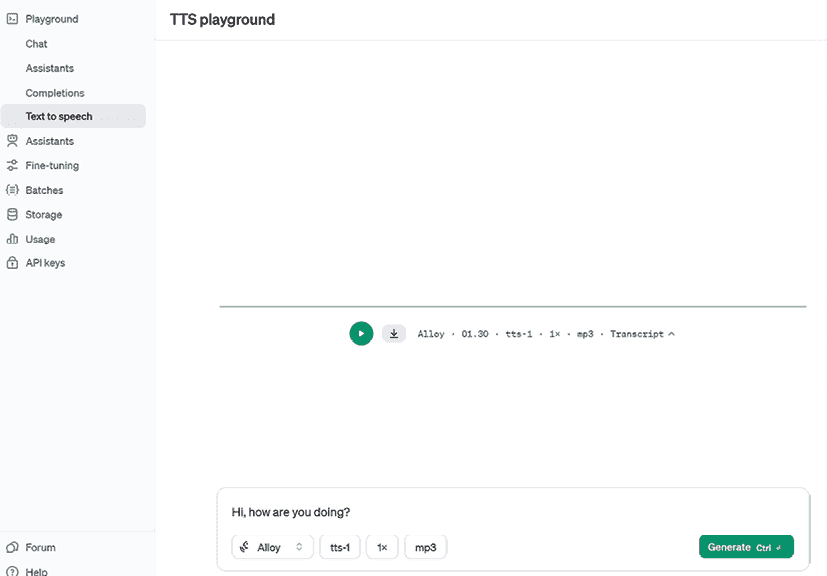 Playground
Chat
Assistants
Completions
Text to speech
Assistants
Fine-tuning
Batches
Storage
Usage
API keys
Forum
Help
TTS playground
Alloy · 01.30 · tts-1 · 1× · mp3 · Transcript
Hi, how are you doing?
Alloy tts-1 1× mp3 Generate Ctrl ↲